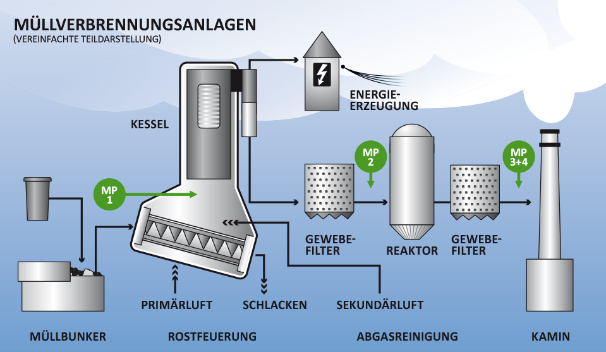 MÜLLVERBRENNUNGSANLAGEN
(VEREINFACHTE TEILDARSTELLUNG)
ENERGIE-
ERZEUGUNG
KESSEL
MP
1
MP
2
MP
3+4
GEWEBE-
FILTER
REAKTOR
GEWEBE-
FILTER
PRIMÄRLUFT
SCHLACKEN
SEKUNDÄRLUFT
MÜLLBUNKER
ROSTFEUERUNG
ABGASREINIGUNG
KAMIN